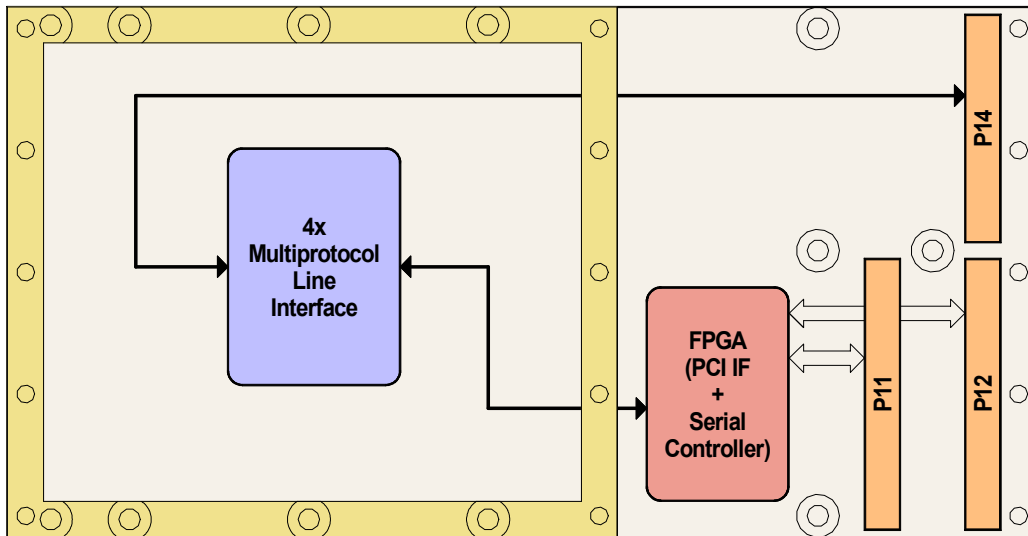 4x
Multiprotocol
Line
Interface
FPGA
(PCI IF
+
Serial
Controller)
P14
P11
P12